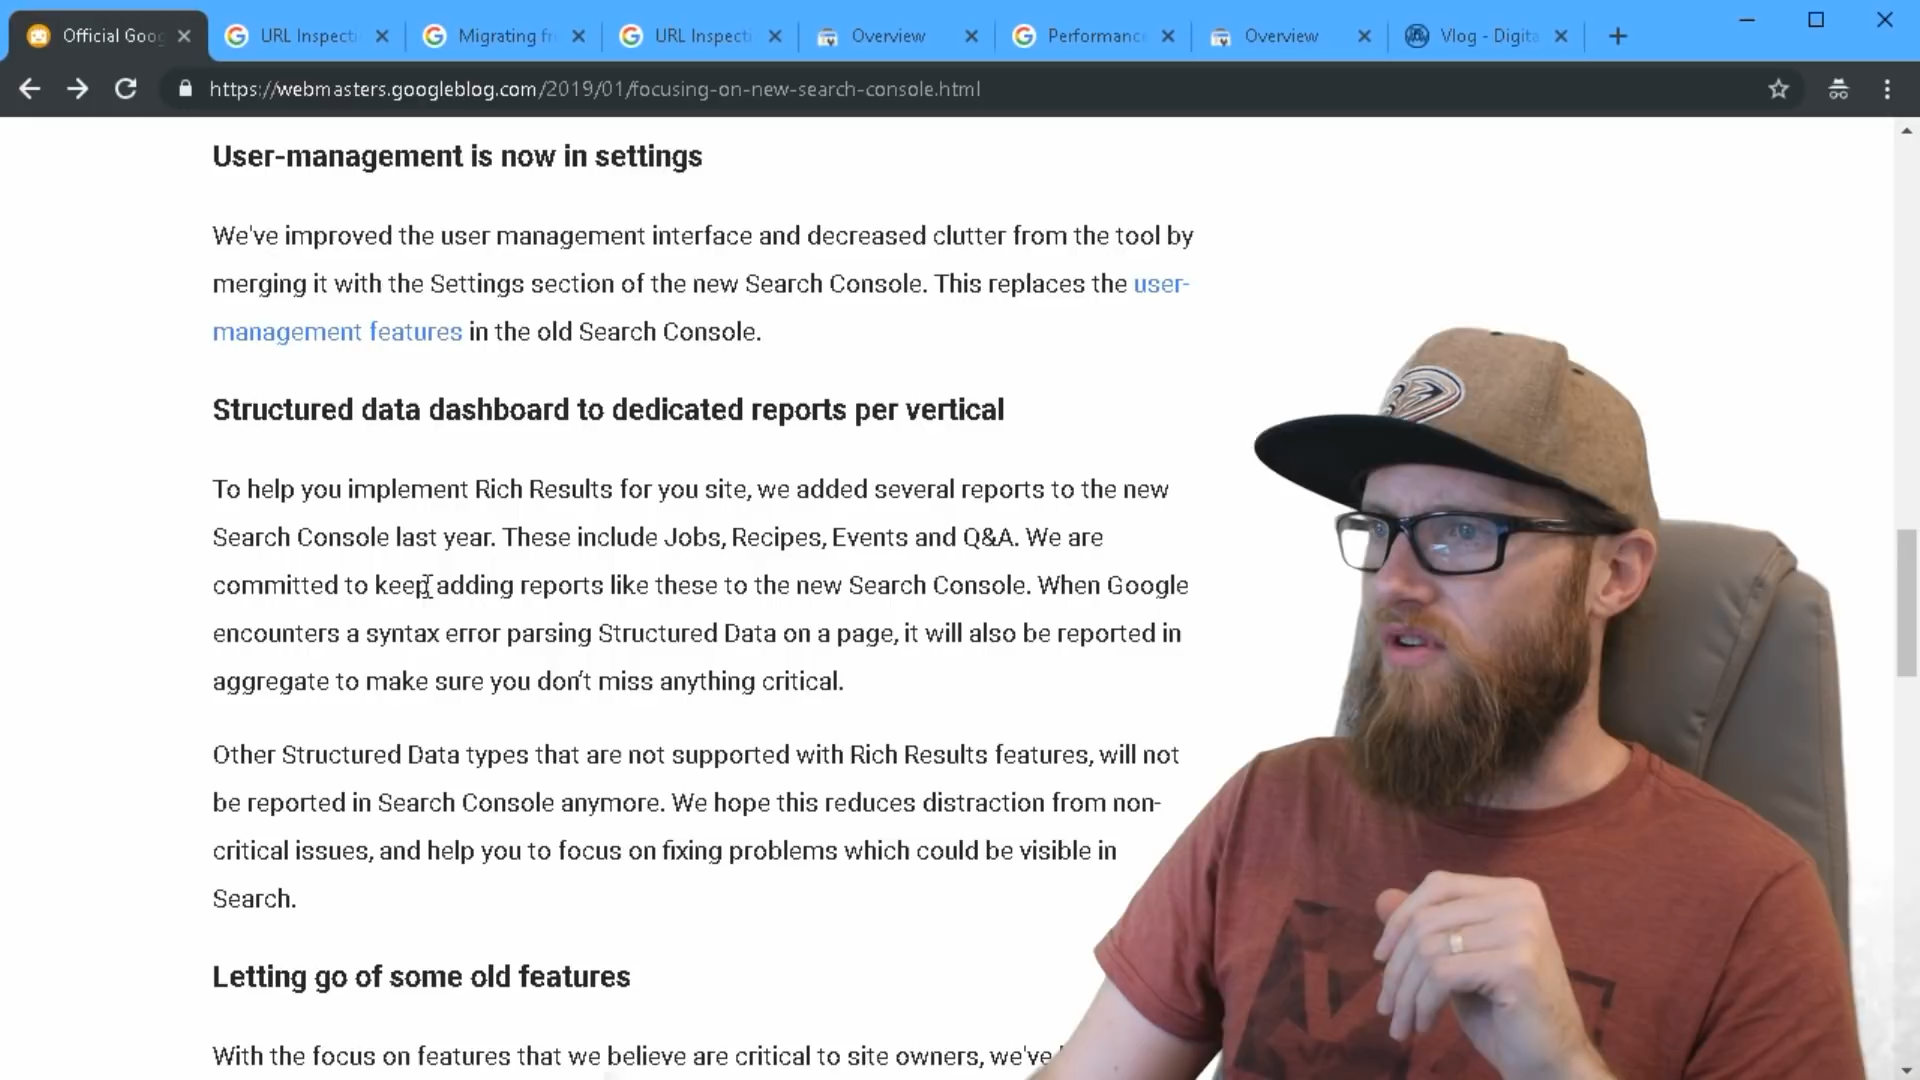 Official Goog
URL Inspecti
Migrating fr
URL Inspecti
Overview
Performance
Overview
Vlog - Digita
https://webmasters.googleblog.com/2019/01/focusing-on-new-search-console.html
User-management is now in settings
We've improved the user management interface and decreased clutter from the tool by
merging it with the Settings section of the new Search Console. This replaces the user-
management features in the old Search Console.
Structured data dashboard to dedicated reports per vertical
To help you implement Rich Results for you site, we added several reports to the new
Search Console last year. These include Jobs, Recipes, Events and Q&A. We are
committed to keep adding reports like these to the new Search Console. When Google
encounters a syntax error parsing Structured Data on a page, it will also be reported in
aggregate to make sure you don't miss anything critical.
Other Structured Data types that are not supported with Rich Results features, will not
be reported in Search Console anymore. We hope this reduces distraction from non-
critical issues, and help you to focus on fixing problems which could be visible in
Search.
Letting go of some old features
With the focus on features that we believe are critical to site owners, we've